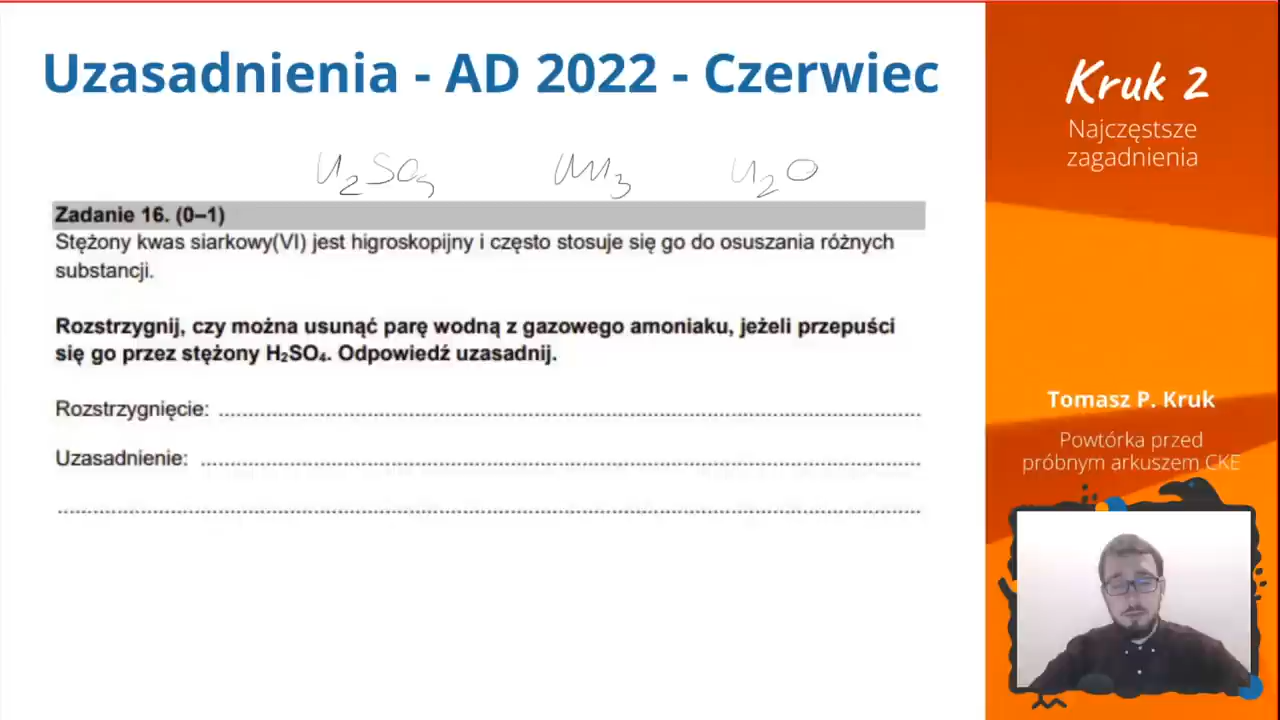 Uzasadnienia - AD 2022 - Czerwiec
H₂SO₄ NH₃ H₂O
Zadanie 16. (0–1)
Stężony kwas siarkowy(VI) jest higroskopijny i często stosuje się go do osuszania różnych
substancji.
Rozstrzygnij, czy można usunąć parę wodną z gazowego amoniaku, jeżeli przepuści
się go przez stężony H₂SO₄. Odpowiedź uzasadnij.
Rozstrzygnięcie: ........................................................................
Uzasadnienie: ........................................................................
........................................................................
Kruk 2
Najczęstsze
zagadnienia
Tomasz P. Kruk
Powtórka przed
próbnym arkuszem CKE